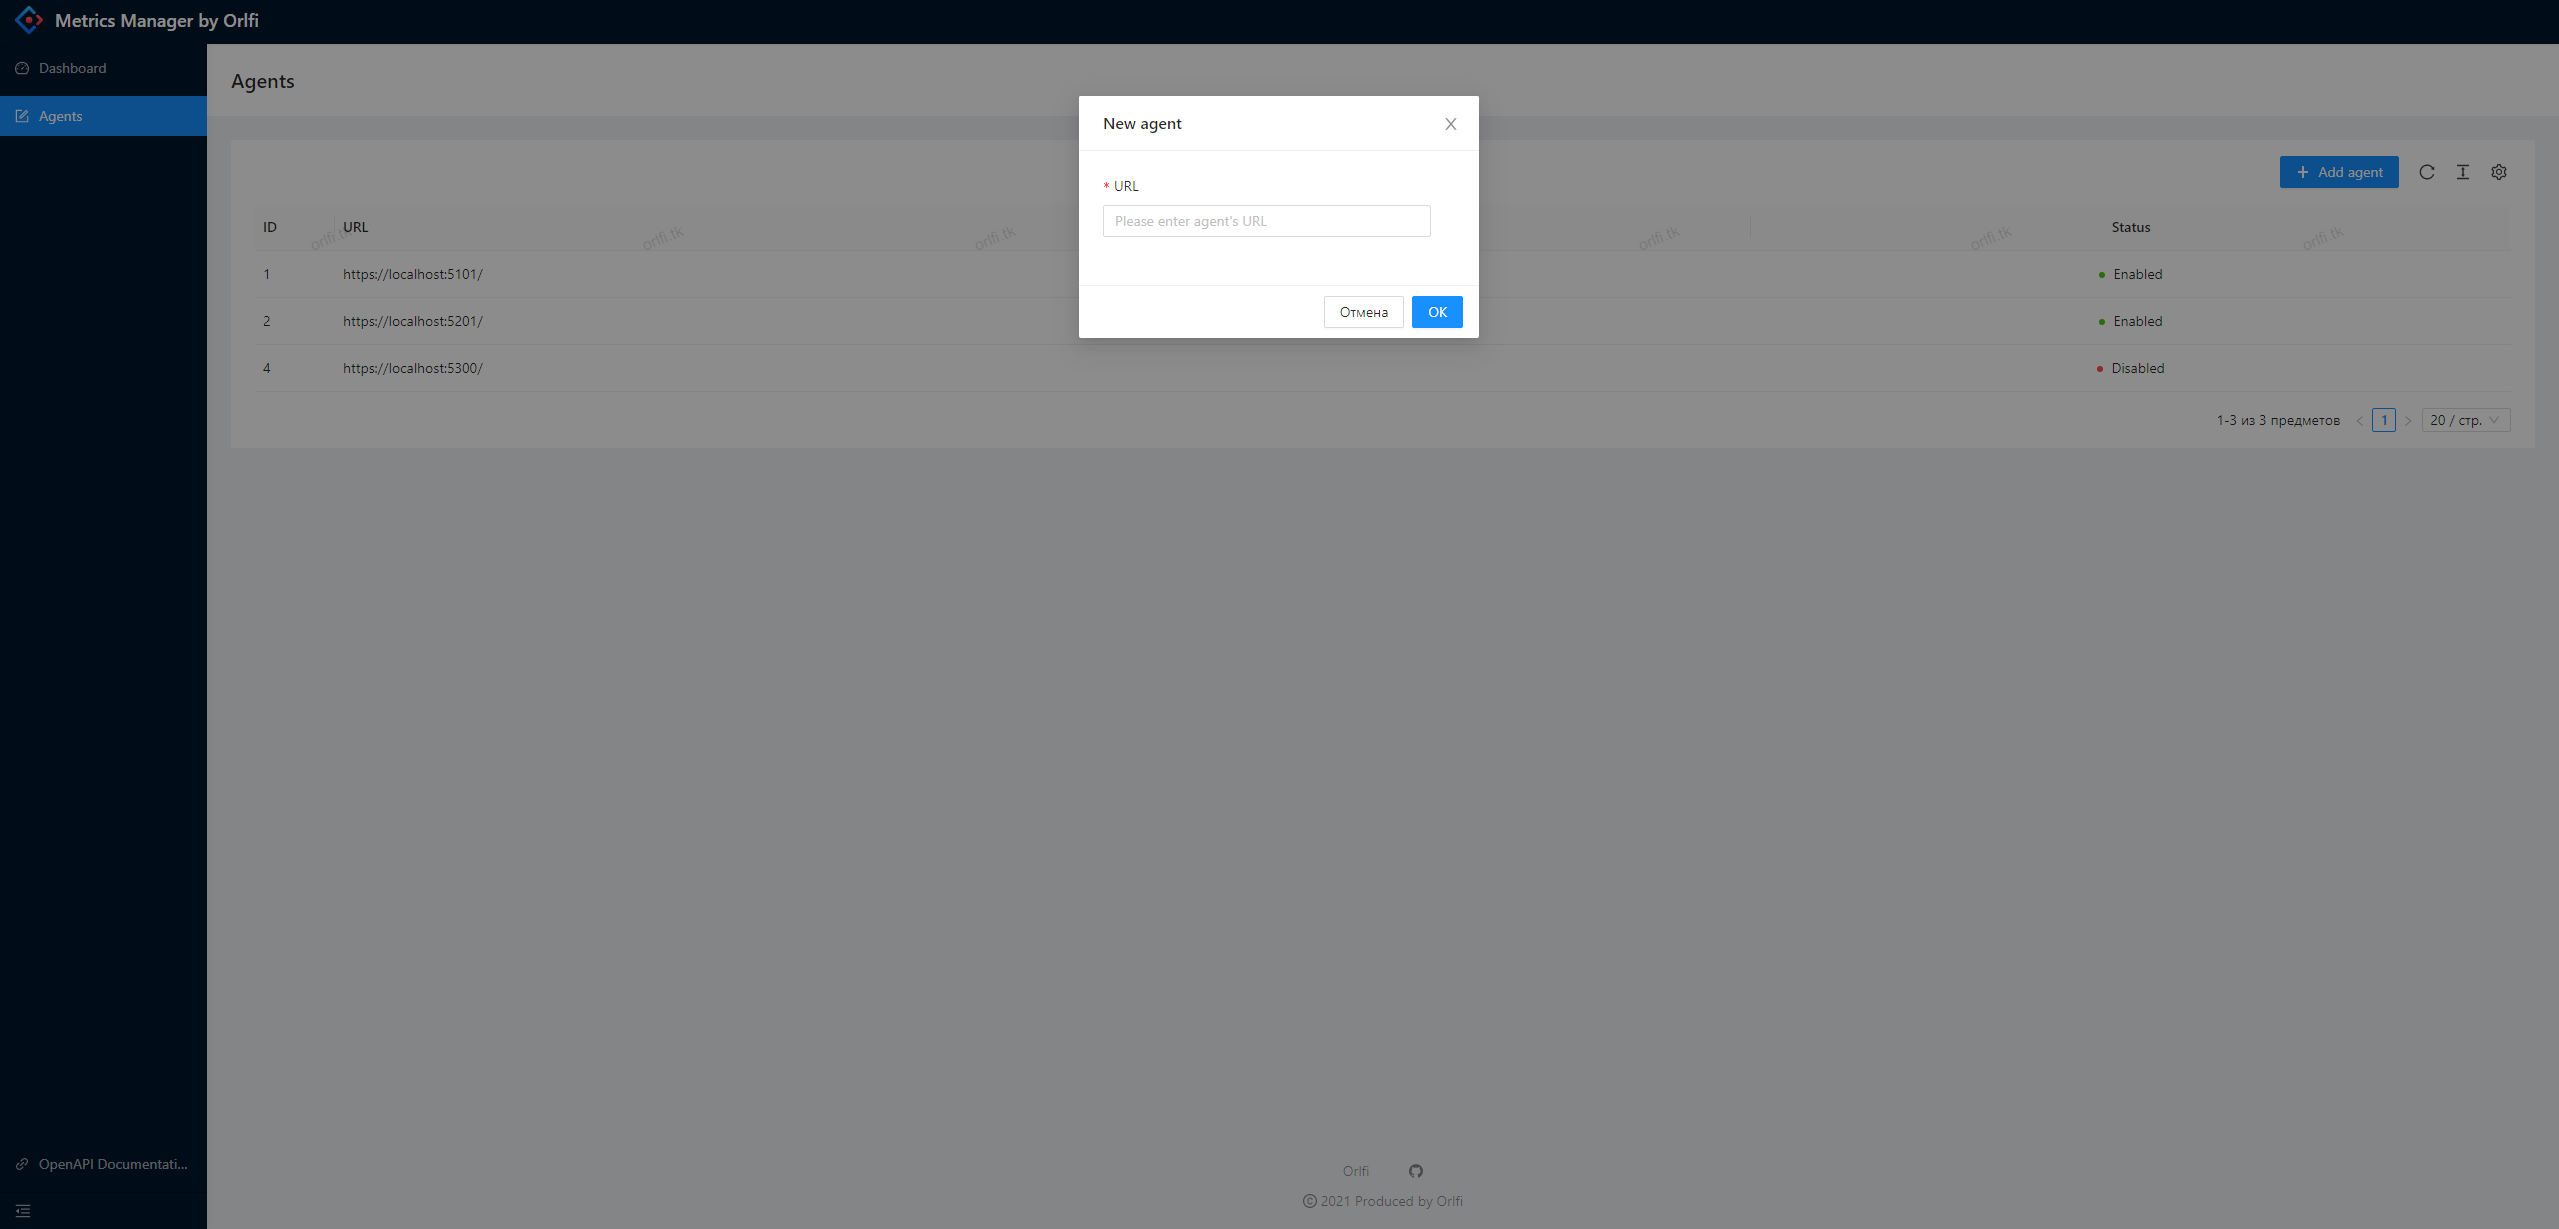 Metrics Manager by Orlfi
Dashboard
Agents
Agents
New agent
* URL
Please enter agent's URL
Отмена
OK
+ Add agent
ID URL Status
orlfi.tk orlfi.tk orlfi.tk orlfi.tk orlfi.tk orlfi.tk
1 https://localhost:5101/ Enabled
2 https://localhost:5201/ Enabled
4 https://localhost:5300/ Disabled
1-3 из 3 предметов < 1 > 20 / стр.
OpenAPI Documentati...
Orlfi
© 2021 Produced by Orlfi